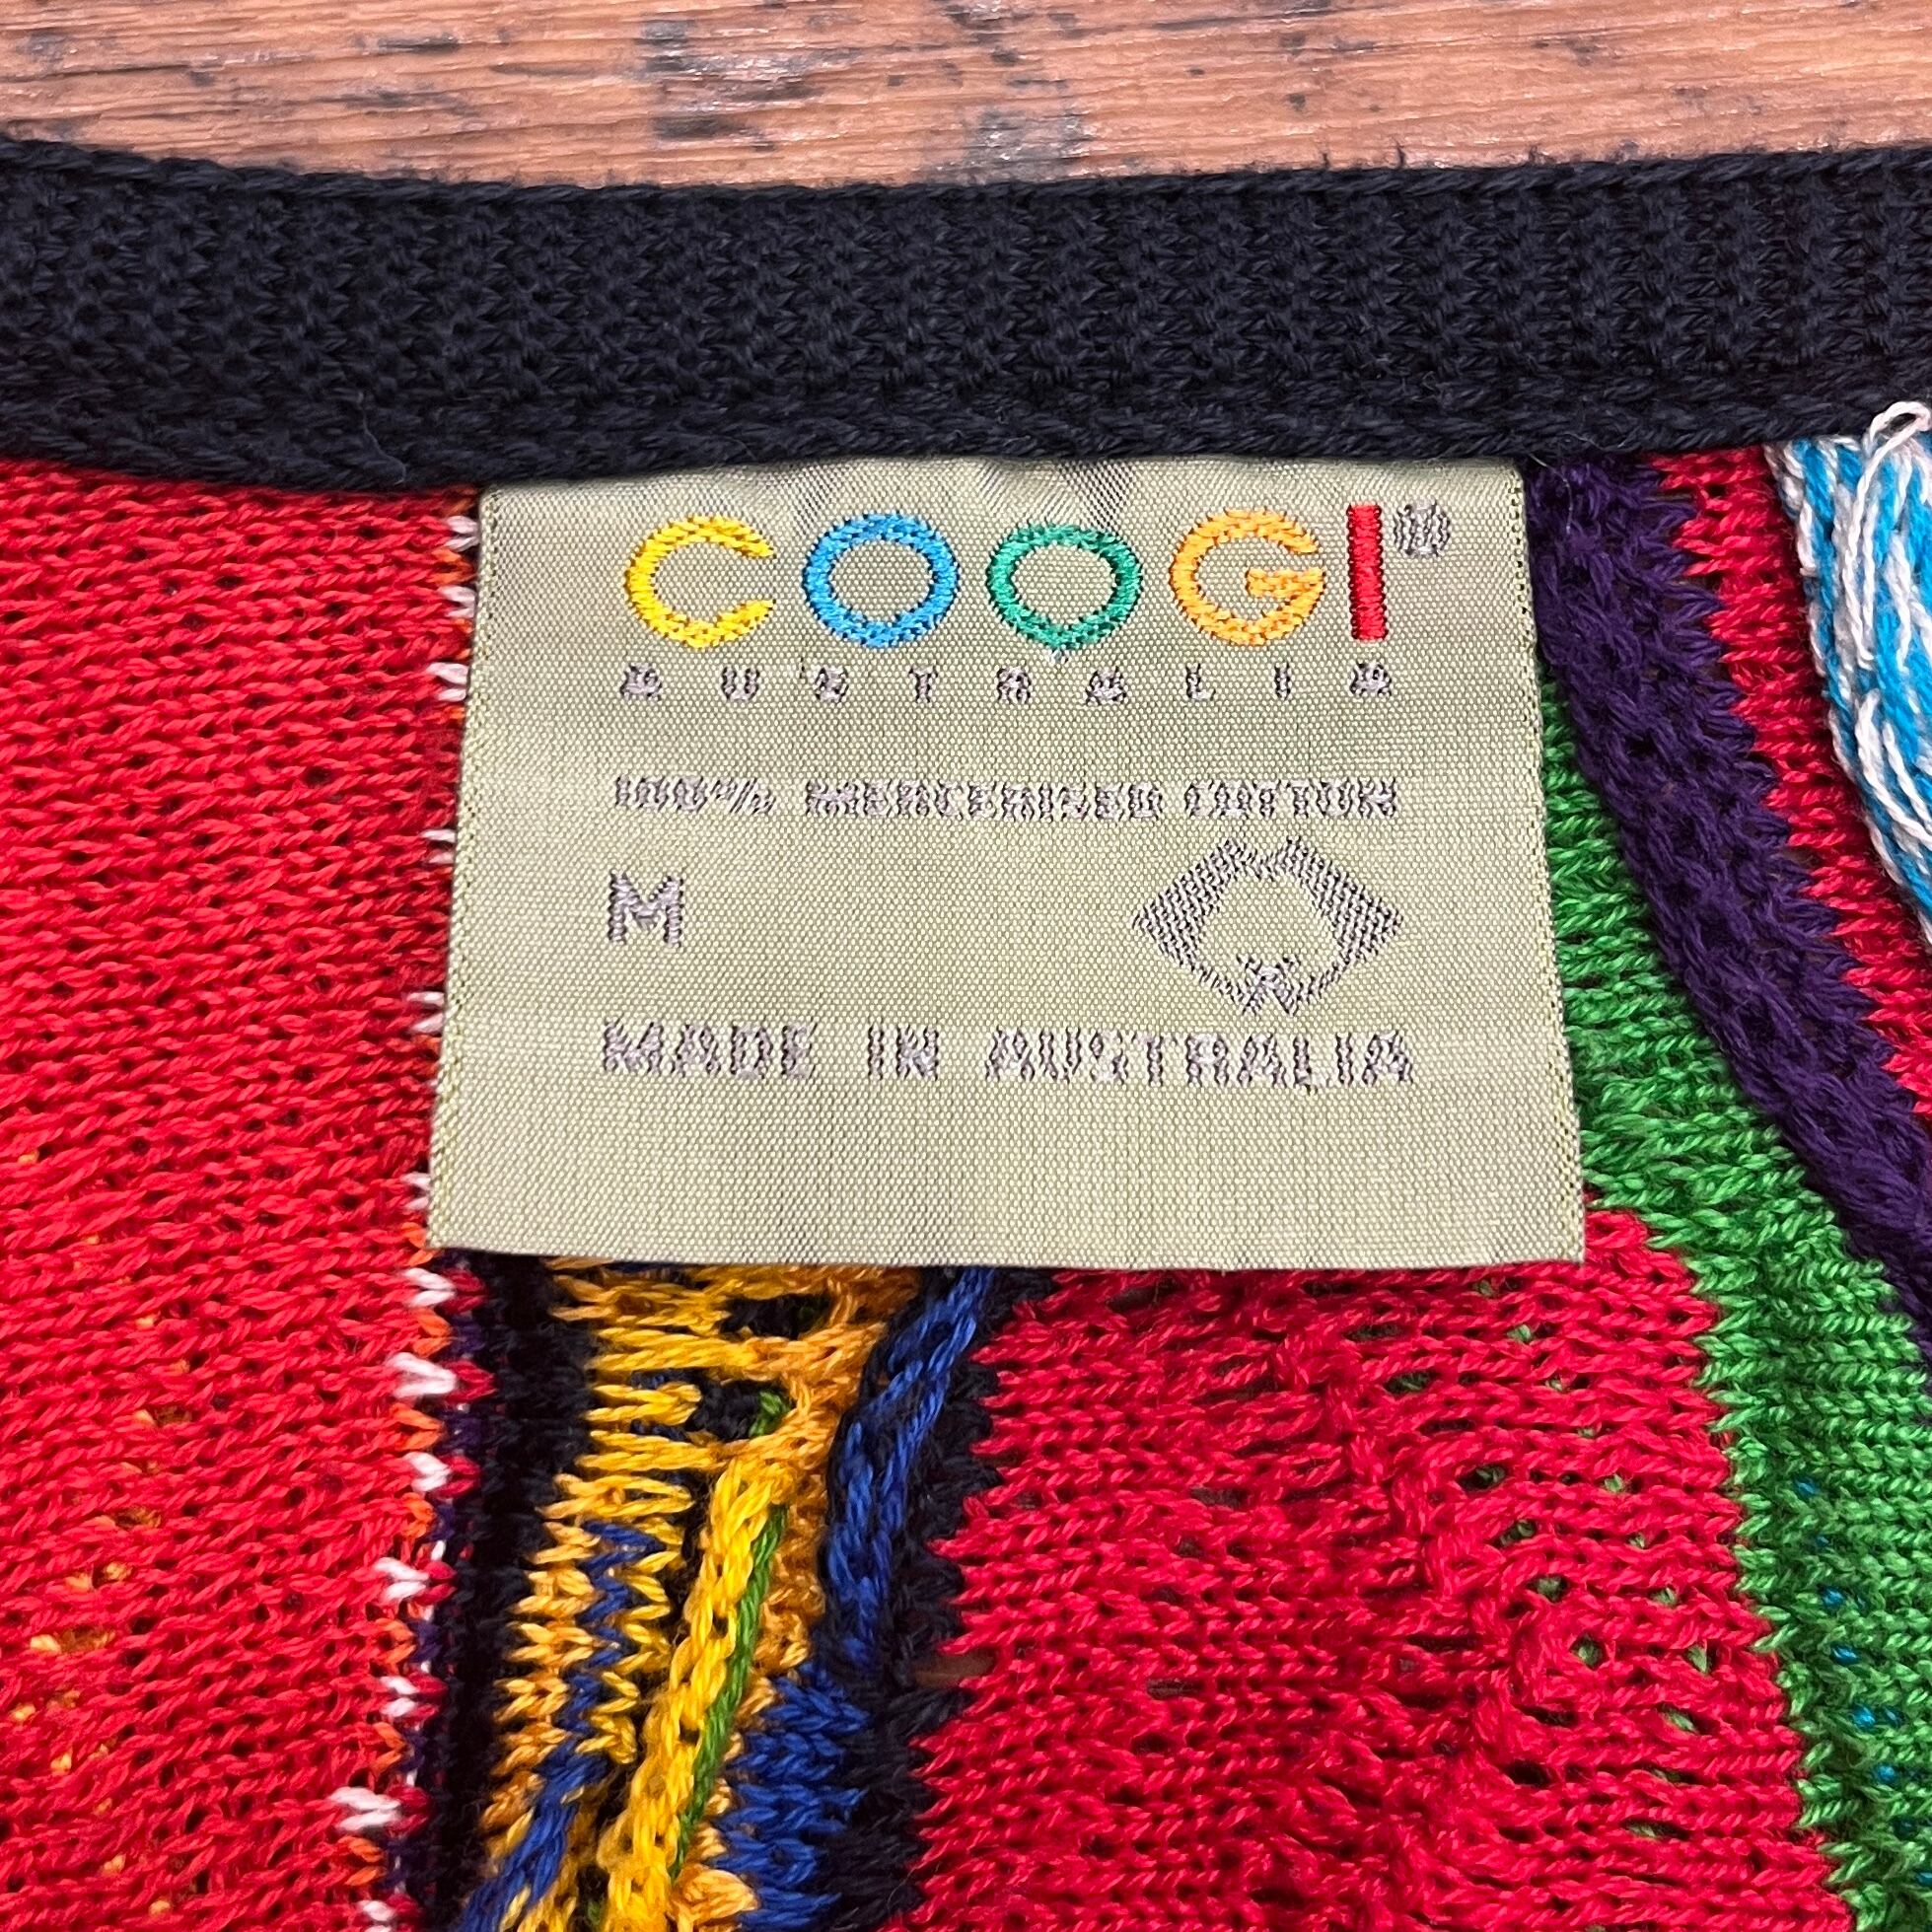 COOGI®
AUSTRALIA
100% MERCERISED COTTON
M
MADE IN AUSTRALIA